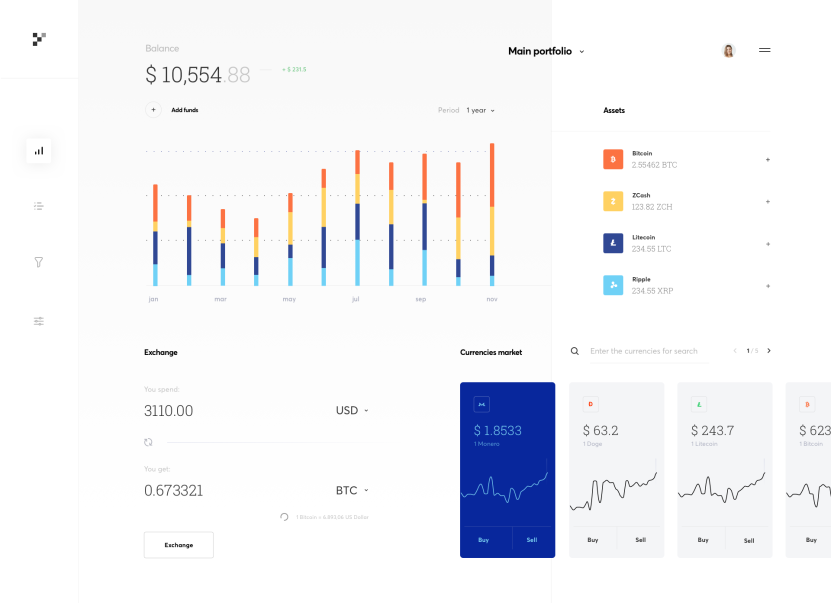 Balance
$ 10,554.88
+ $ 231.5
Main portfolio
Add funds
Period 1 year
jan mar may jul sep nov
Assets
Bitcoin
2.55462 BTC
ZCash
123,82 ZCH
Litecoin
234.55 LTC
Ripple
234.55 XRP
Exchange
You spend:
3110.00 USD
You get:
0.673321 BTC
1 Bitcoin = 4,493.06 US Dollar
Exchange
Currencies market
Enter the currencies for search
1 / 5
$ 1.8533
1 Monero
Buy Sell
$ 63.2
1 Doge
Buy Sell
$ 243.7
1 Litecoin
Buy Sell
$ 623
1 Bitcoin
Buy